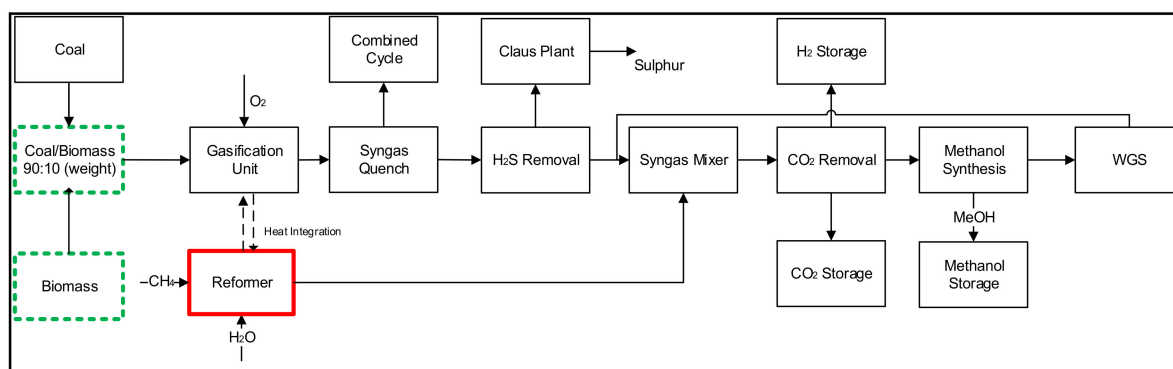 Coal
Combined
Cycle
Claus Plant
Sulphur
H₂ Storage
O₂
Coal/Biomass
90:10 (weight)
Gasification
Unit
Syngas
Quench
H₂S Removal
Syngas Mixer
CO₂ Removal
Methanol
Synthesis
WGS
Heat Integration
MeOH
Biomass
CH₄
Reformer
CO₂ Storage
Methanol
Storage
H₂O